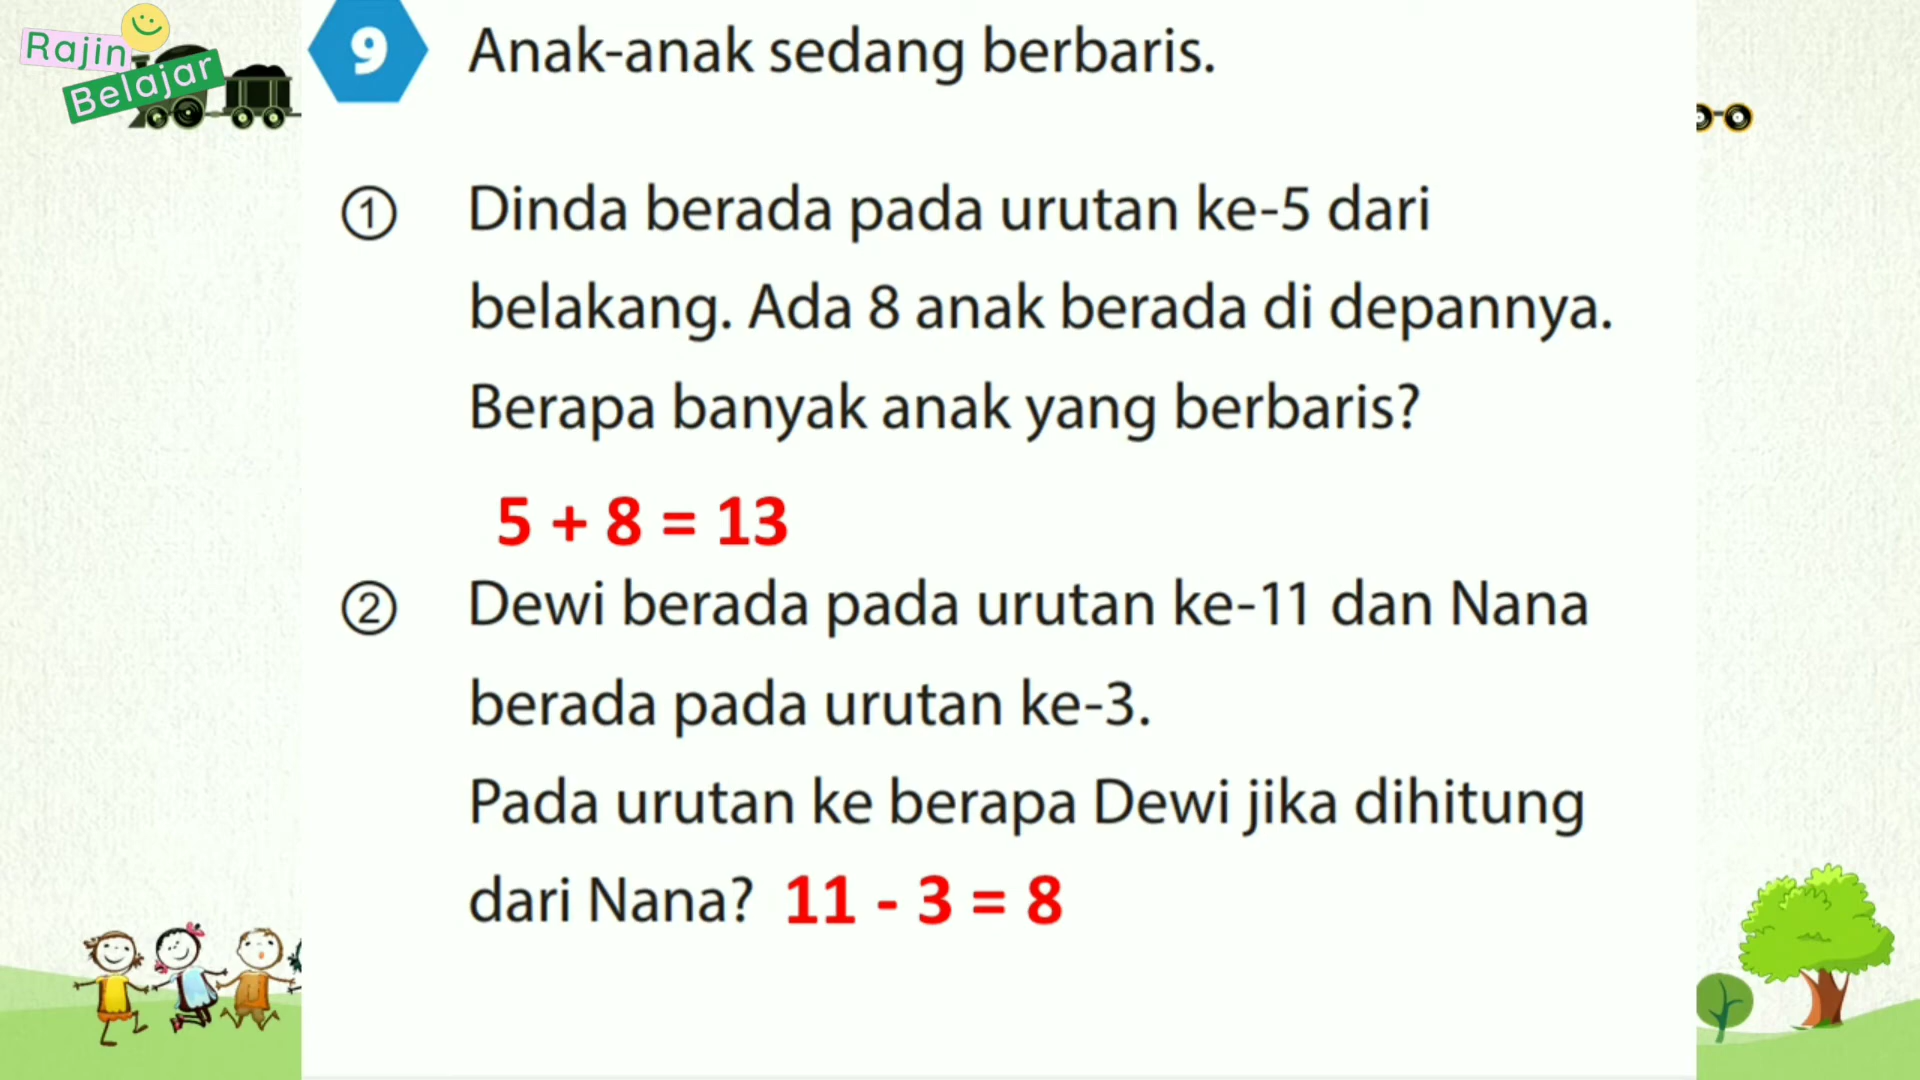 Rajin
Belajar
9 Anak-anak sedang berbaris.
① Dinda berada pada urutan ke-5 dari
belakang. Ada 8 anak berada di depannya.
Berapa banyak anak yang berbaris?
5 + 8 = 13
② Dewi berada pada urutan ke-11 dan Nana
berada pada urutan ke-3.
Pada urutan ke berapa Dewi jika dihitung
dari Nana? 11 - 3 = 8